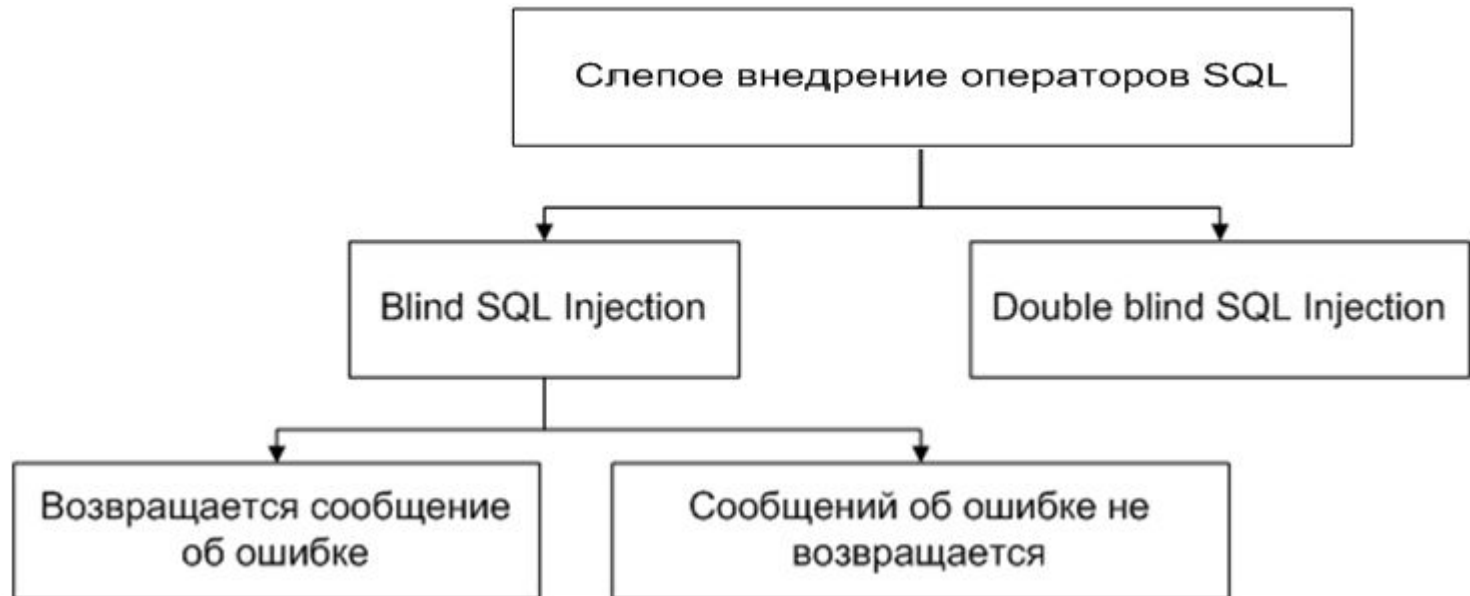 Слепое внедрение операторов SQL
Blind SQL Injection
Double blind SQL Injection
Возвращается сообщение
об ошибке
Сообщений об ошибке не
возвращается